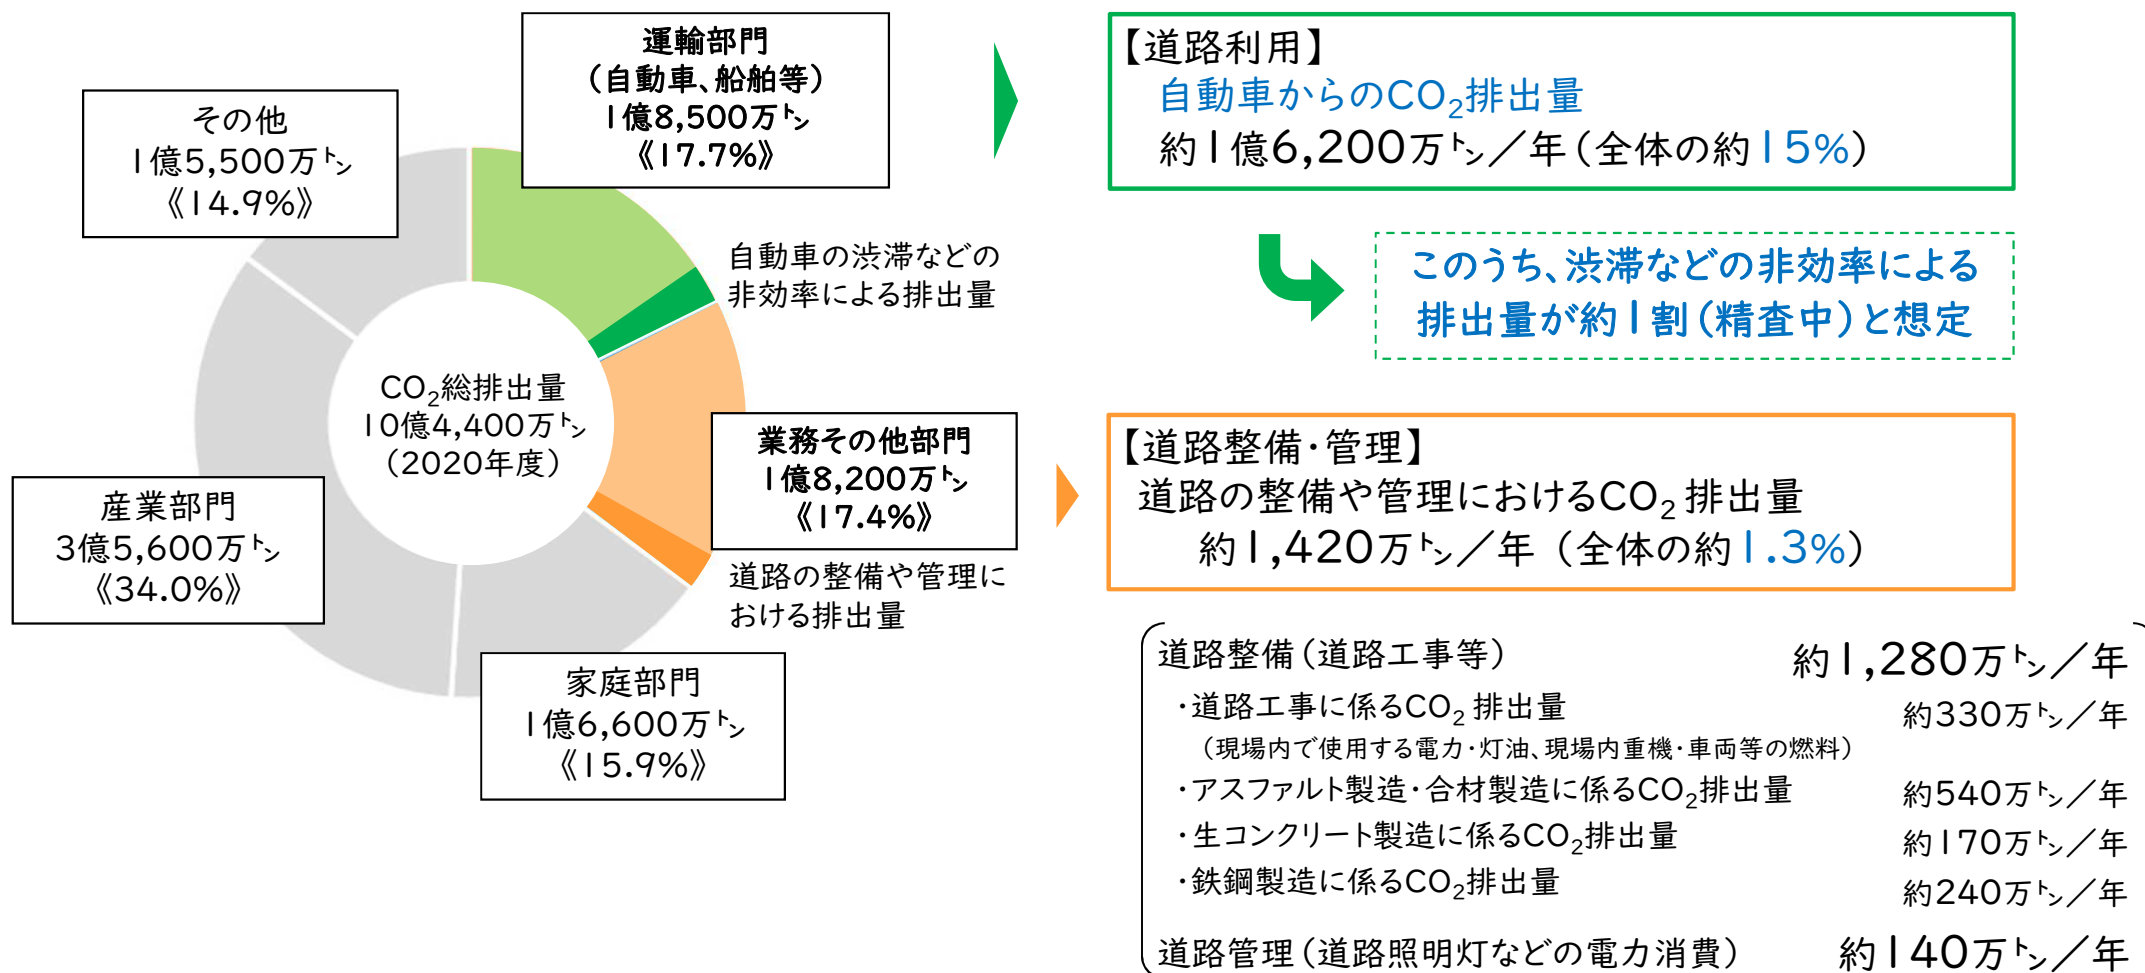 運輸部門
（自動車、船舶等）
1億8,500万㌧
《17.7%》
その他
1億5,500万㌧
《14.9%》
自動車の渋滞などの
非効率による排出量
CO₂総排出量
10億4,400万㌧
（2020年度）
業務その他部門
1億8,200万㌧
《17.4%》
産業部門
3億5,600万㌧
《34.0%》
道路の整備や管理に
おける排出量
家庭部門
1億6,600万㌧
《15.9%》
【道路利用】
自動車からのCO₂排出量
約1億6,200万㌧／年（全体の約15%）
このうち、渋滞などの非効率による
排出量が約1割（精査中）と想定
【道路整備・管理】
道路の整備や管理におけるCO₂排出量
約1,420万㌧／年（全体の約1.3%）
道路整備（道路工事等） 約1,280万㌧／年
・道路工事に係るCO₂排出量 約330万㌧／年
（現場内で使用する電力・灯油、現場内重機・車両等の燃料）
・アスファルト製造・合材製造に係るCO₂排出量 約540万㌧／年
・生コンクリート製造に係るCO₂排出量 約170万㌧／年
・鉄鋼製造に係るCO₂排出量 約240万㌧／年
道路管理（道路照明灯などの電力消費） 約140万㌧／年